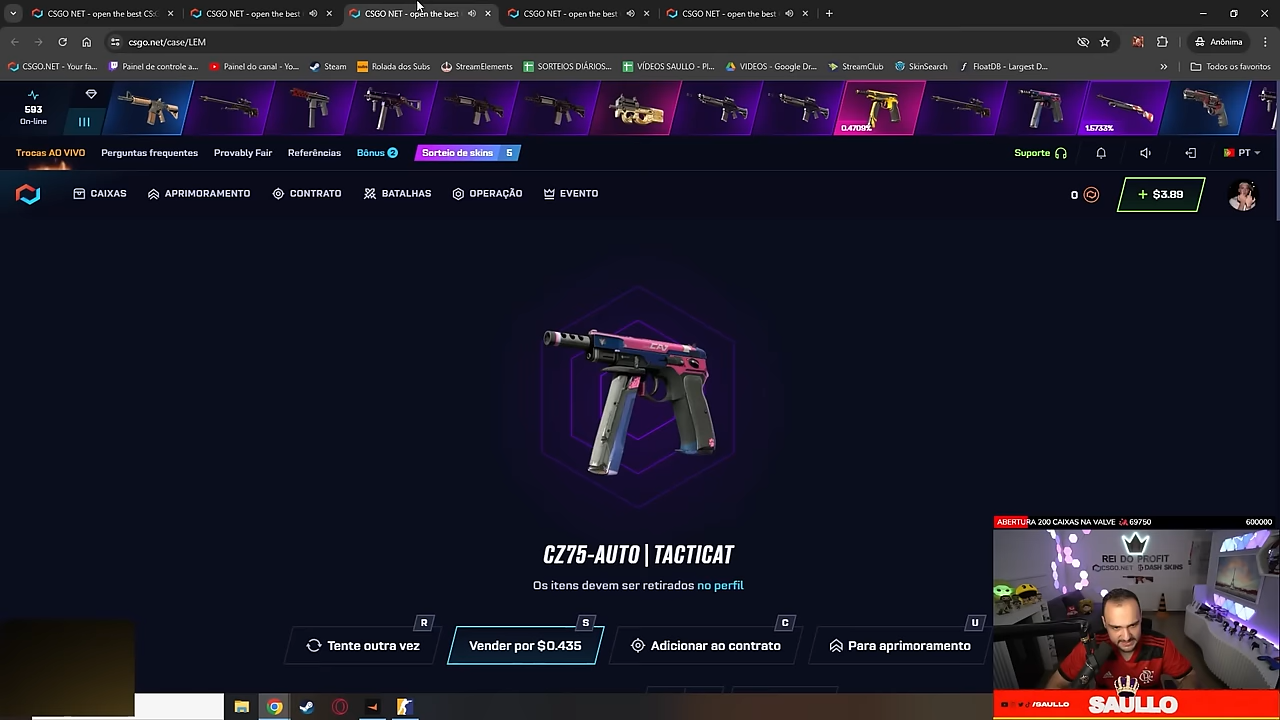 CSGO NET - open the best CS:
CSGO NET - open the best
CSGO NET - open the best
CSGO NET - open the best
CSGO NET - open the best
csgo.net/case/LEM
Anônima
CSGO.NET - Your fa...
Painel de controle a...
Painel do canal - Yo...
Steam
Rolada dos Subs
StreamElements
SORTEIOS DIÁRIOS...
VÍDEOS SAULLO - Pl...
VIDEOS - Google Dr...
StreamClub
SkinSearch
FloatDB - Largest D...
Todos os favoritos
593
On-line
0.4709%
1.5733%
Trocas AO VIVO
Perguntas frequentes
Provably Fair
Referências
Bônus 2
Sorteio de skins 5
Suporte
PT
CAIXAS
APRIMORAMENTO
CONTRATO
BATALHAS
OPERAÇÃO
EVENTO
0
+ $3.89
CZ75-AUTO | TACTICAT
Os itens devem ser retirados no perfil
R
S
C
U
Tente outra vez
Vender por $0.435
Adicionar ao contrato
Para aprimoramento
ABERTURA 200 CAIXAS NA VALVE 69750 600000
REI DO PROFIT
CSGO.NET DASH SKINS
/SAULLO
SAULLO